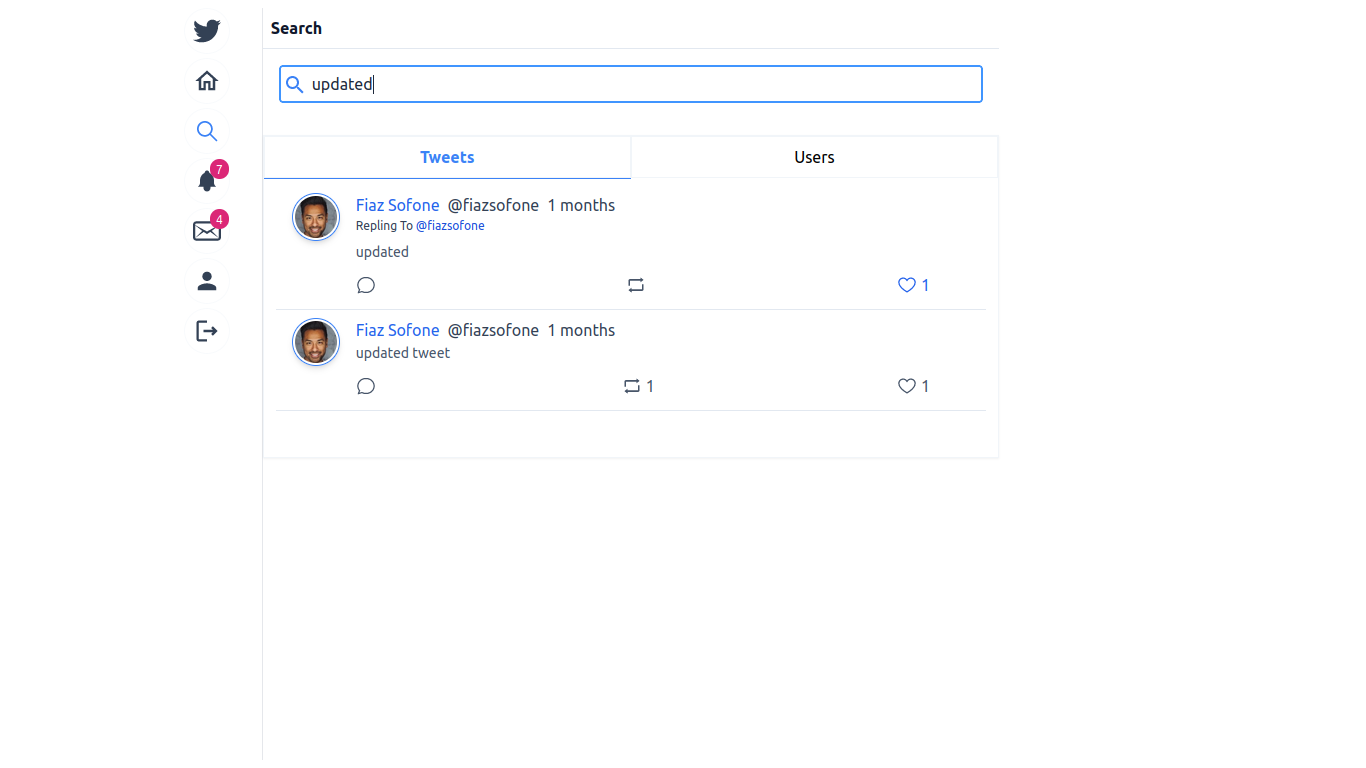 Search
updated
Tweets Users
7
4
Fiaz Sofone @fiazsofone 1 months
Repling To @fiazsofone
updated
1
Fiaz Sofone @fiazsofone 1 months
updated tweet
1 1